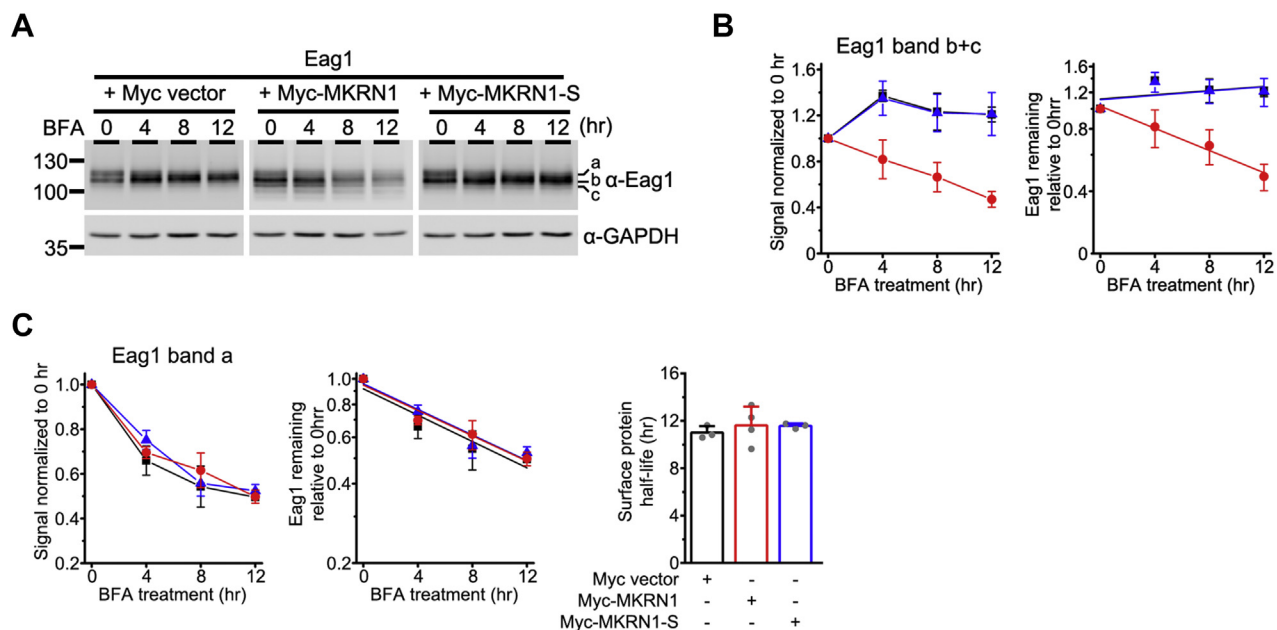 A
Eag1
+ Myc vector + Myc-MKRN1 + Myc-MKRN1-S
BFA 0 4 8 12 0 4 8 12 0 4 8 12 (hr)
130
100
a
b
c
α-Eag1
35
α-GAPDH
B
Eag1 band b+c
Signal normalized to 0 hr
1.6
1.2
0.8
0.4
0
0 4 8 12
BFA treatment (hr)
Eag1 remaining
relative to 0hrr
1.6
1.2
0.8
0.4
0
0 4 8 12
BFA treatment (hr)
C
Eag1 band a
Signal normalized to 0 hr
1.0
0.8
0.6
0.4
0.2
0 4 8 12
BFA treatment (hr)
Eag1 remaining
relative to 0hrr
1.0
0.8
0.6
0.4
0.2
0 4 8 12
BFA treatment (hr)
Surface protein
half-life (hr)
16
12
8
4
0
Myc vector + - -
Myc-MKRN1 - + -
Myc-MKRN1-S - - +